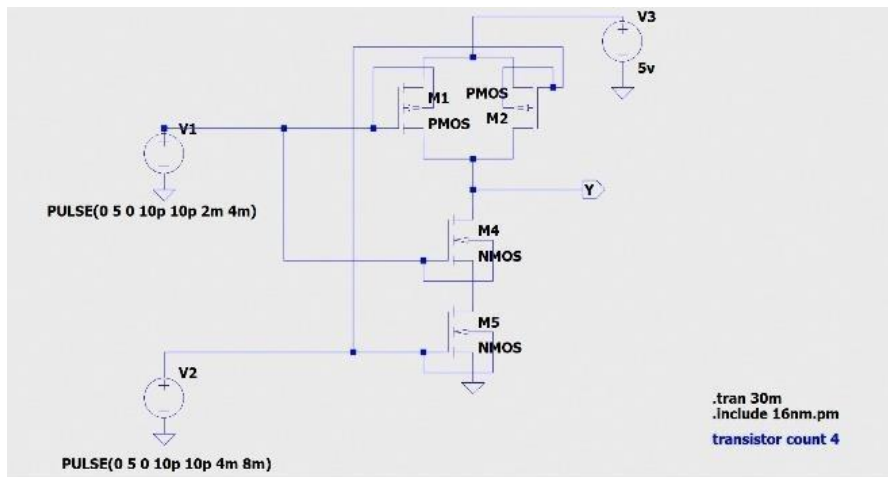 V3
5v
PMOS
M1
M2
PMOS
V1
PULSE(0 5 0 10p 10p 2m 4m)
Y
M4
NMOS
M5
NMOS
V2
PULSE(0 5 0 10p 10p 4m 8m)
.tran 30m
.include 16nm.pm
transistor count 4